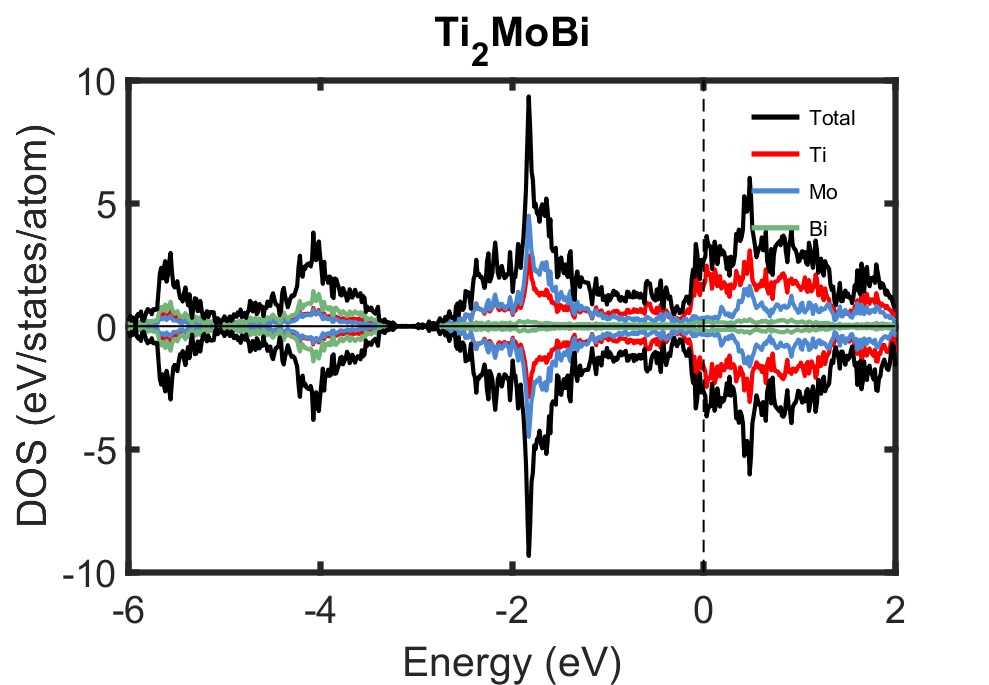 Ti₂MoBi
10
5
0
-5
-10
DOS (eV/states/atom)
Total
Ti
Mo
Bi
-6 -4 -2 0 2
Energy (eV)